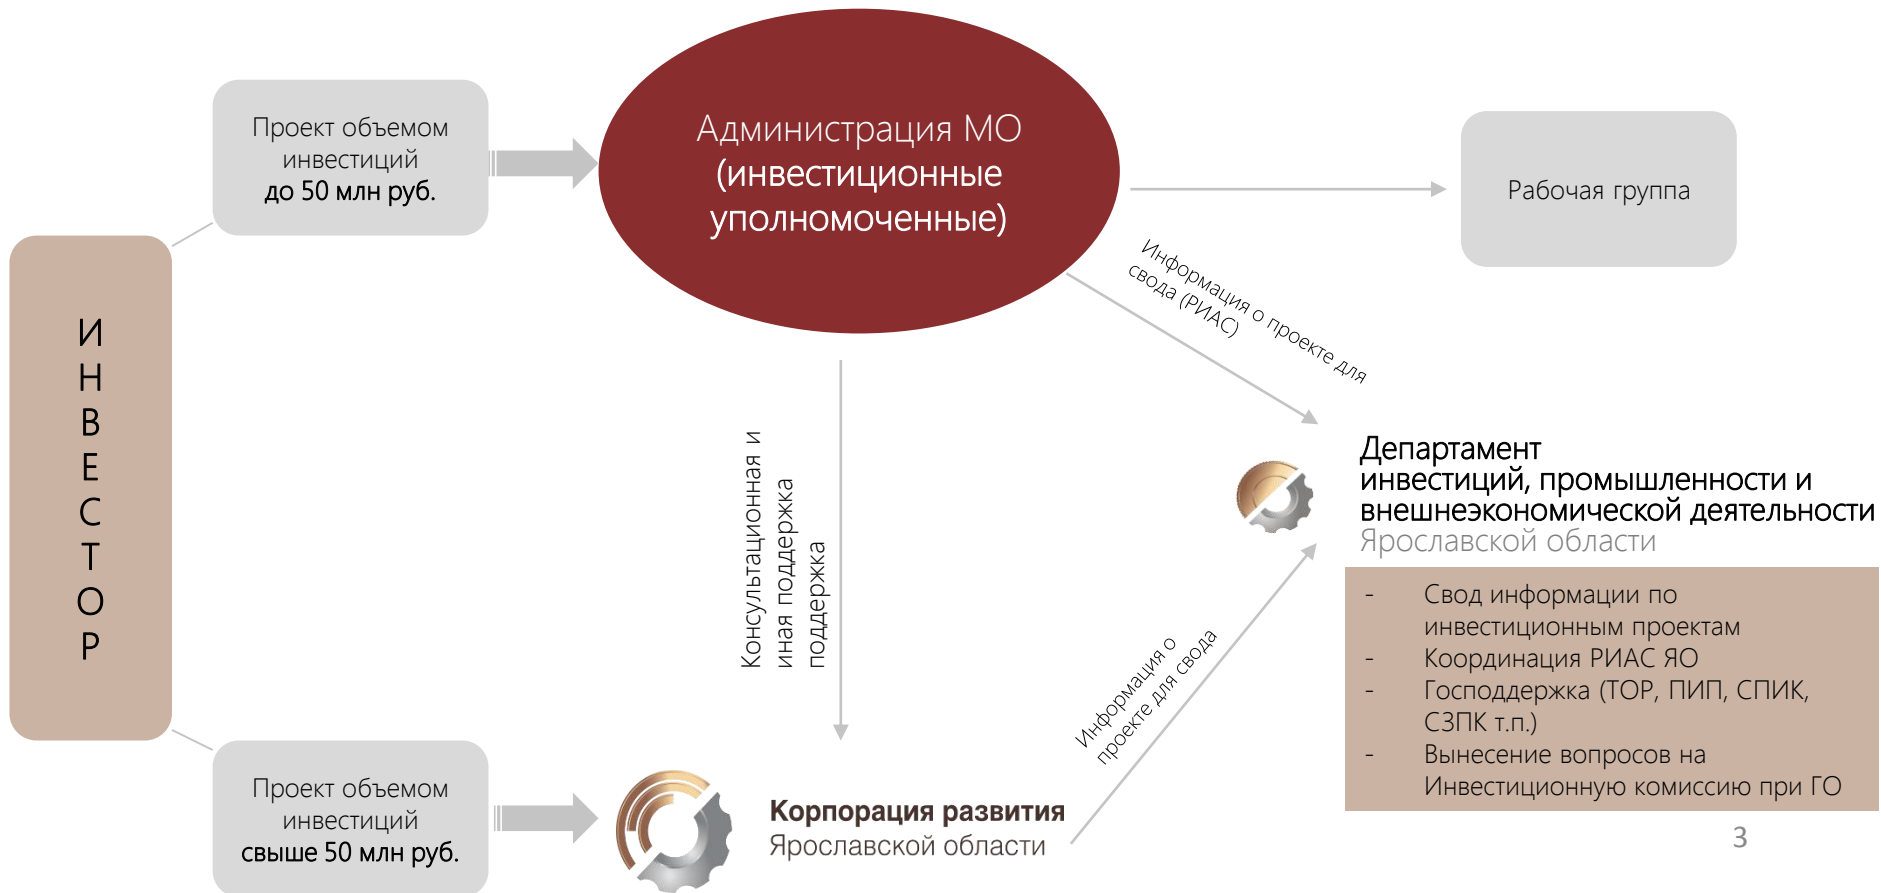 И
Н
В
Е
С
Т
О
Р
Проект объемом
инвестиций
до 50 млн руб.
Администрация МО
(инвестиционные
уполномоченные)
Рабочая группа
Информация о проекте для
свода (РИАС)
Консультационная и
иная поддержка
поддержка
Департамент
инвестиций, промышленности и
внешнеэкономической деятельности
Ярославской области
- Свод информации по
инвестиционным проектам
- Координация РИАС ЯО
- Господдержка (ТОР, ПИП, СПИК,
СЗПК т.п.)
- Вынесение вопросов на
Инвестиционную комиссию при ГО
Информация о
проекте для свода
Проект объемом
инвестиций
свыше 50 млн руб.
Корпорация развития
Ярославской области
3